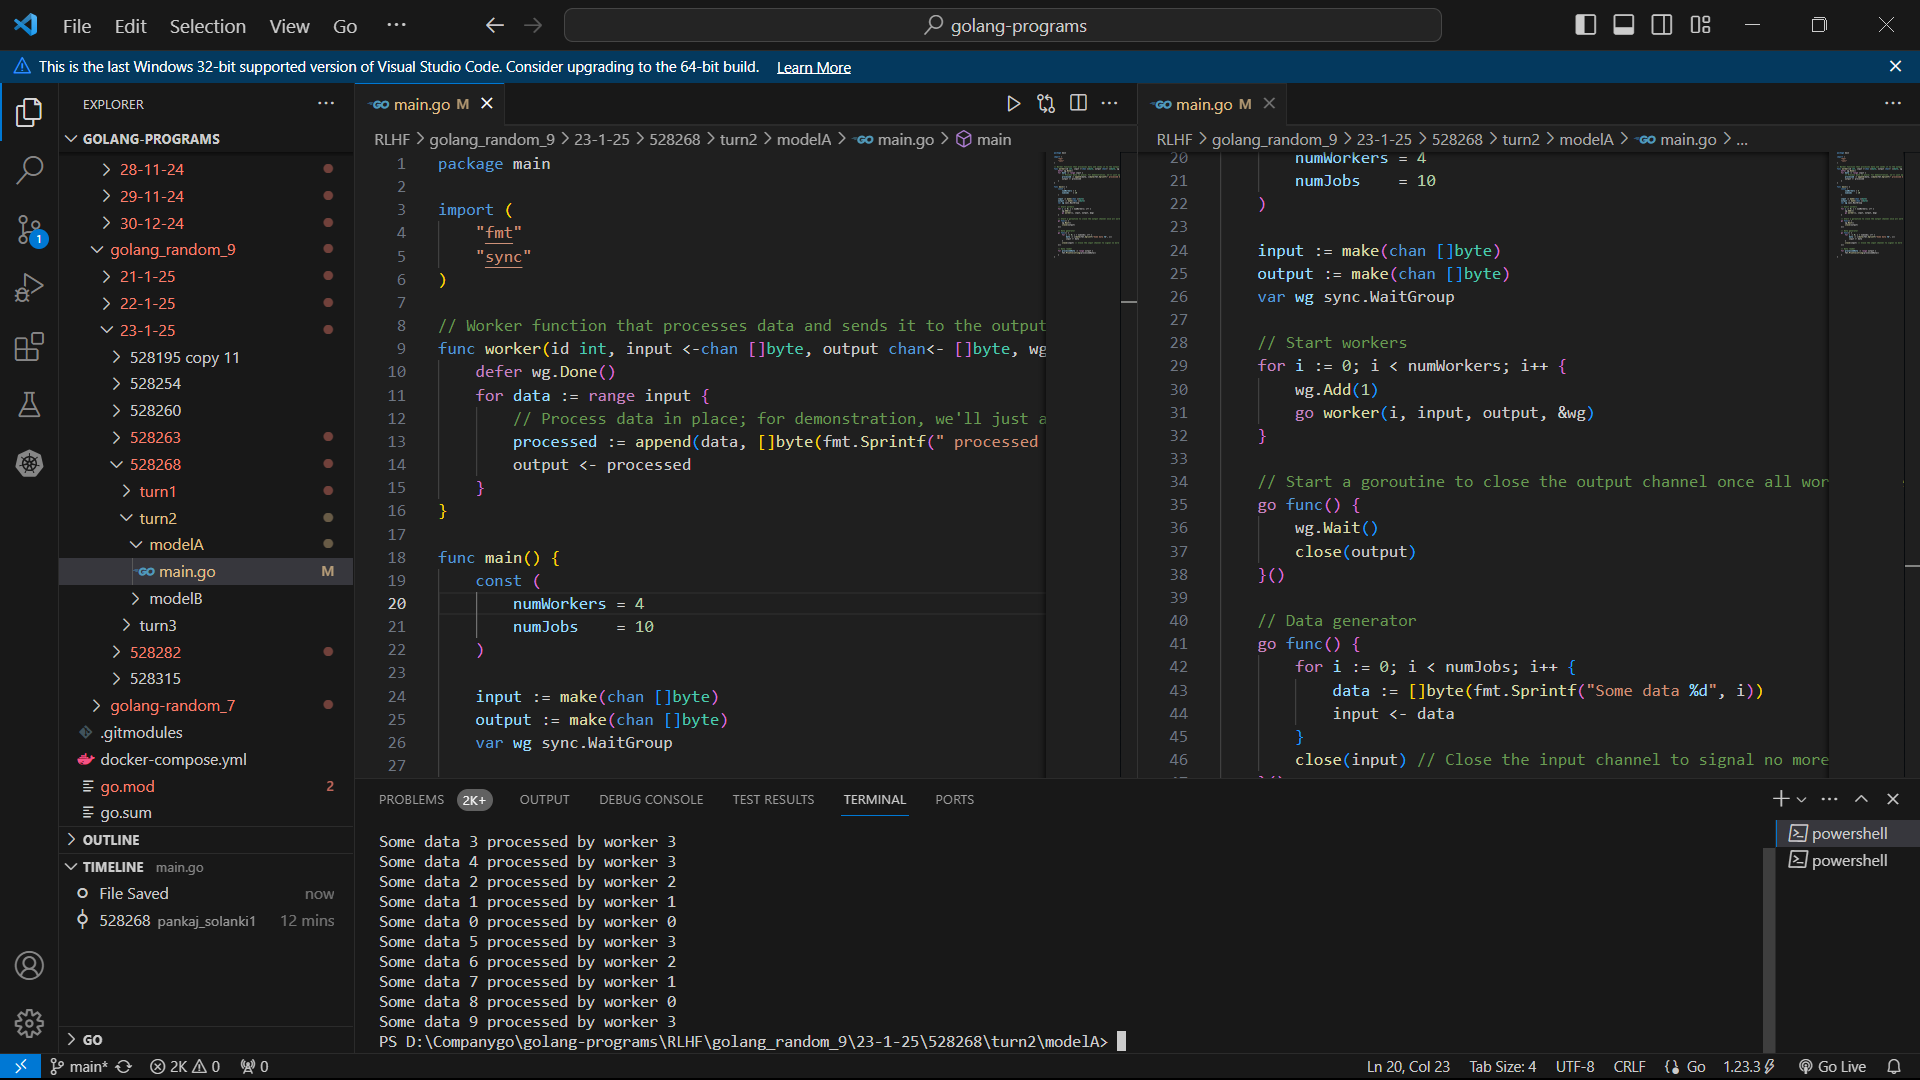 File Edit Selection View Go ···
golang-programs
This is the last Windows 32-bit supported version of Visual Studio Code. Consider upgrading to the 64-bit build. Learn More
EXPLORER
GOLANG-PROGRAMS
28-11-24
29-11-24
30-12-24
golang_random_9
21-1-25
22-1-25
23-1-25
528195 copy 11
528254
528260
528263
528268
turn1
turn2
modelA
main.go M
modelB
turn3
528282
528315
golang-random_7
.gitmodules
docker-compose.yml
go.mod 2
go.sum
OUTLINE
TIMELINE main.go
File Saved now
528268 pankaj_solanki1 12 mins
GO
1
GO main.go M
RLHF > golang_random_9 > 23-1-25 > 528268 > turn2 > modelA > GO main.go > main
1 package main
2
3 import (
4 "fmt"
5 "sync"
6 )
7
8 // Worker function that processes data and sends it to the output
9 func worker(id int, input <-chan []byte, output chan<- []byte, wg
10 defer wg.Done()
11 for data := range input {
12 // Process data in place; for demonstration, we'll just a
13 processed := append(data, []byte(fmt.Sprintf(" processed
14 output <- processed
15 }
16 }
17
18 func main() {
19 const (
20 numWorkers = 4
21 numJobs    = 10
22 )
23
24 input := make(chan []byte)
25 output := make(chan []byte)
26 var wg sync.WaitGroup
27
GO main.go M
RLHF > golang_random_9 > 23-1-25 > 528268 > turn2 > modelA > GO main.go > ...
20 numWorkers = 4
21 numJobs    = 10
22 )
23
24 input := make(chan []byte)
25 output := make(chan []byte)
26 var wg sync.WaitGroup
27
28 // Start workers
29 for i := 0; i < numWorkers; i++ {
30 wg.Add(1)
31 go worker(i, input, output, &wg)
32 }
33
34 // Start a goroutine to close the output channel once all wor
35 go func() {
36 wg.Wait()
37 close(output)
38 }()
39
40 // Data generator
41 go func() {
42 for i := 0; i < numJobs; i++ {
43 data := []byte(fmt.Sprintf("Some data %d", i))
44 input <- data
45 }
46 close(input) // Close the input channel to signal no more
PROBLEMS 2K+ OUTPUT DEBUG CONSOLE TEST RESULTS TERMINAL PORTS
Some data 3 processed by worker 3
Some data 4 processed by worker 3
Some data 2 processed by worker 2
Some data 1 processed by worker 1
Some data 0 processed by worker 0
Some data 5 processed by worker 3
Some data 6 processed by worker 2
Some data 7 processed by worker 1
Some data 8 processed by worker 0
Some data 9 processed by worker 3
PS D:\Companygo\golang-programs\RLHF\golang_random_9\23-1-25\528268\turn2\modelA>
powershell
powershell
main* 2K 0 0 Ln 20, Col 23 Tab Size: 4 UTF-8 CRLF Go 1.23.3 Go Live